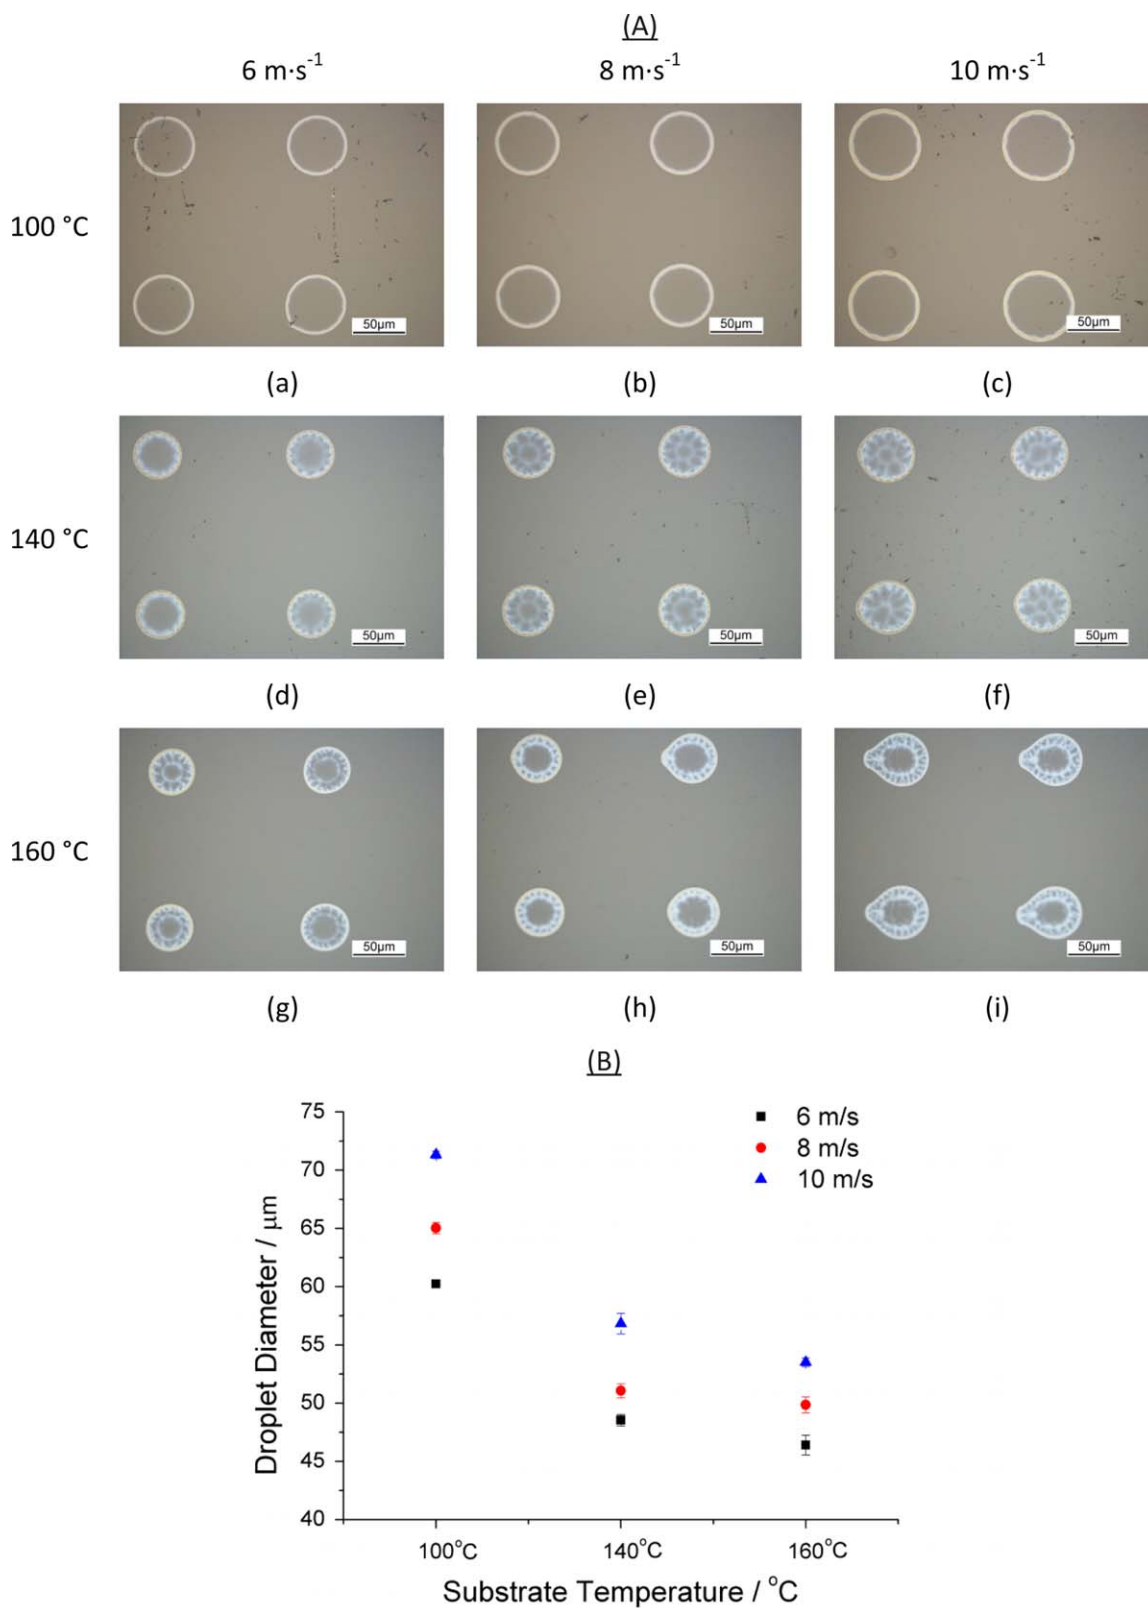 (A)
6 m·s⁻¹ 8 m·s⁻¹ 10 m·s⁻¹
100 °C
50µm 50µm 50µm
(a) (b) (c)
140 °C
50µm 50µm 50µm
(d) (e) (f)
160 °C
50µm 50µm 50µm
(g) (h) (i)
(B)
75
70
65
60
55
50
45
40
Droplet Diameter / µm
6 m/s
8 m/s
10 m/s
100°C 140°C 160°C
Substrate Temperature / °C